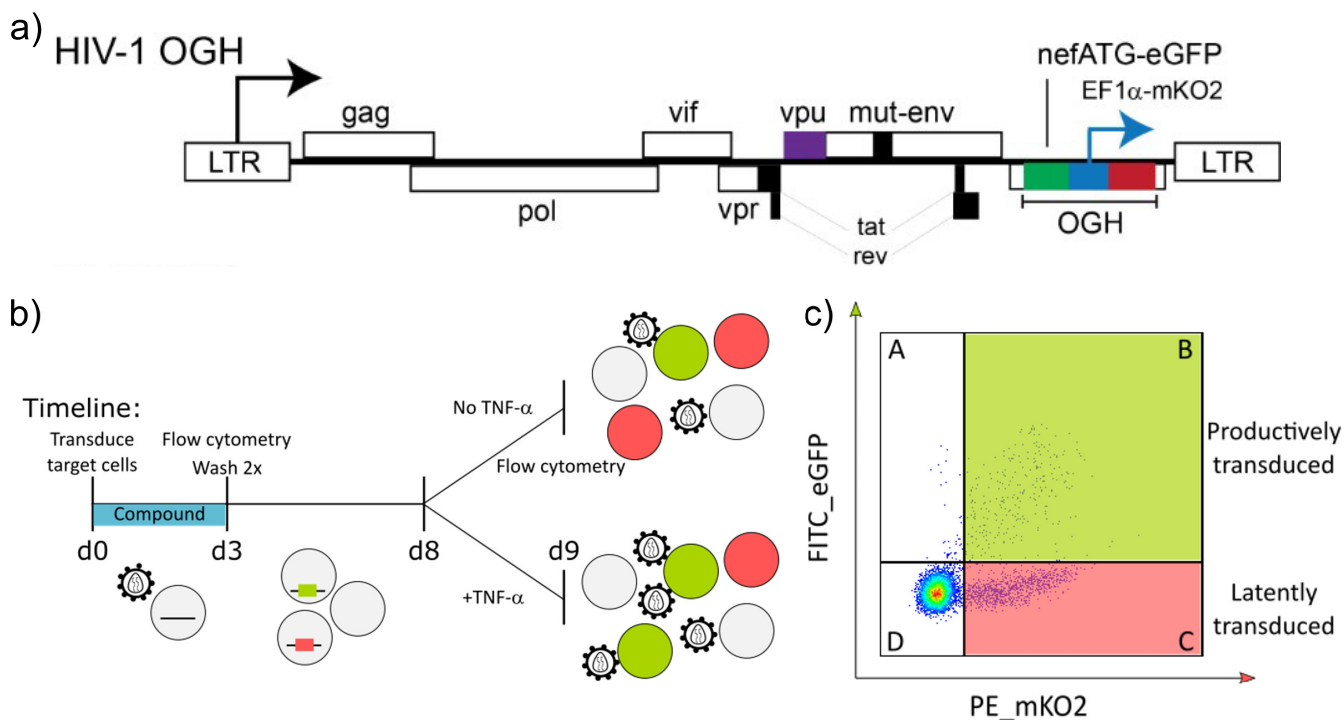 a)
HIV-1 OGH
nefATG-eGFP
EF1α-mKO2
gag
vif
vpu
mut-env
LTR
LTR
pol
vpr
tat
rev
OGH
b)
Timeline:
Transduce
target cells
Flow cytometry
Wash 2x
Compound
d0
d3
d8
d9
No TNF-α
Flow cytometry
+TNF-α
c)
A
B
D
C
FITC_eGFP
PE_mKO2
Productively
transduced
Latently
transduced